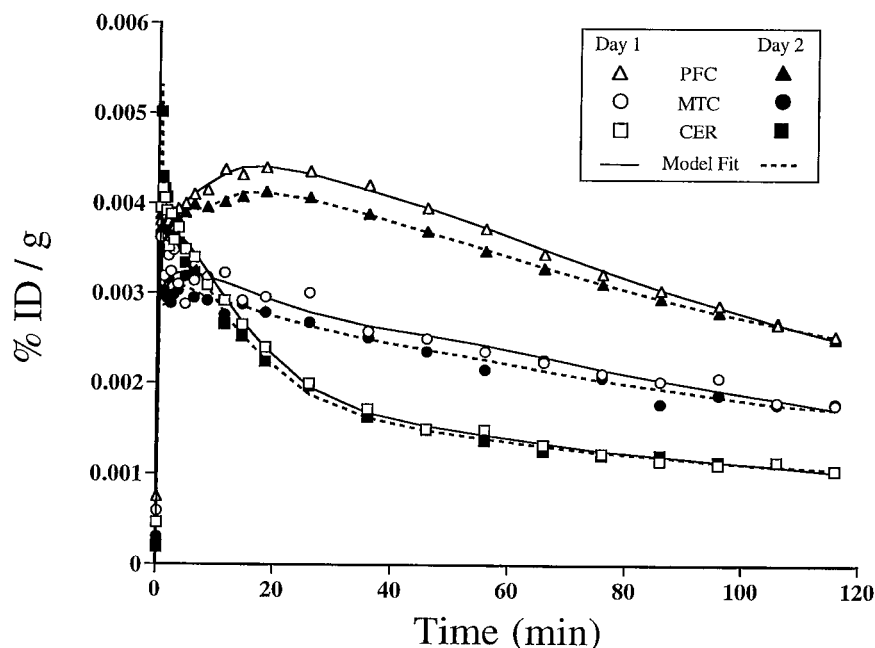 0.006
0.005
0.004
0.003
0.002
0.001
0
% ID / g
Day 1 Day 2
PFC
MTC
CER
Model Fit
0 20 40 60 80 100 120
Time (min)